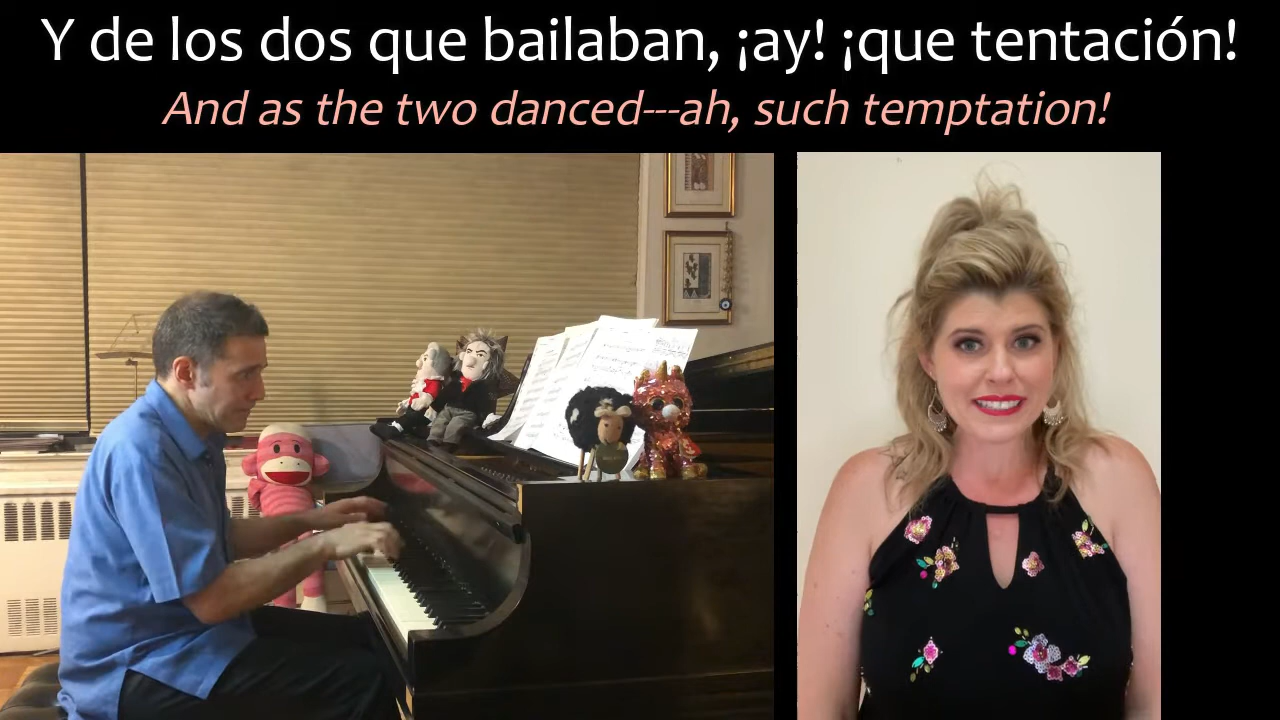 Y de los dos que bailaban, ¡ay! ¡que tentación!
And as the two danced---ah, such temptation!